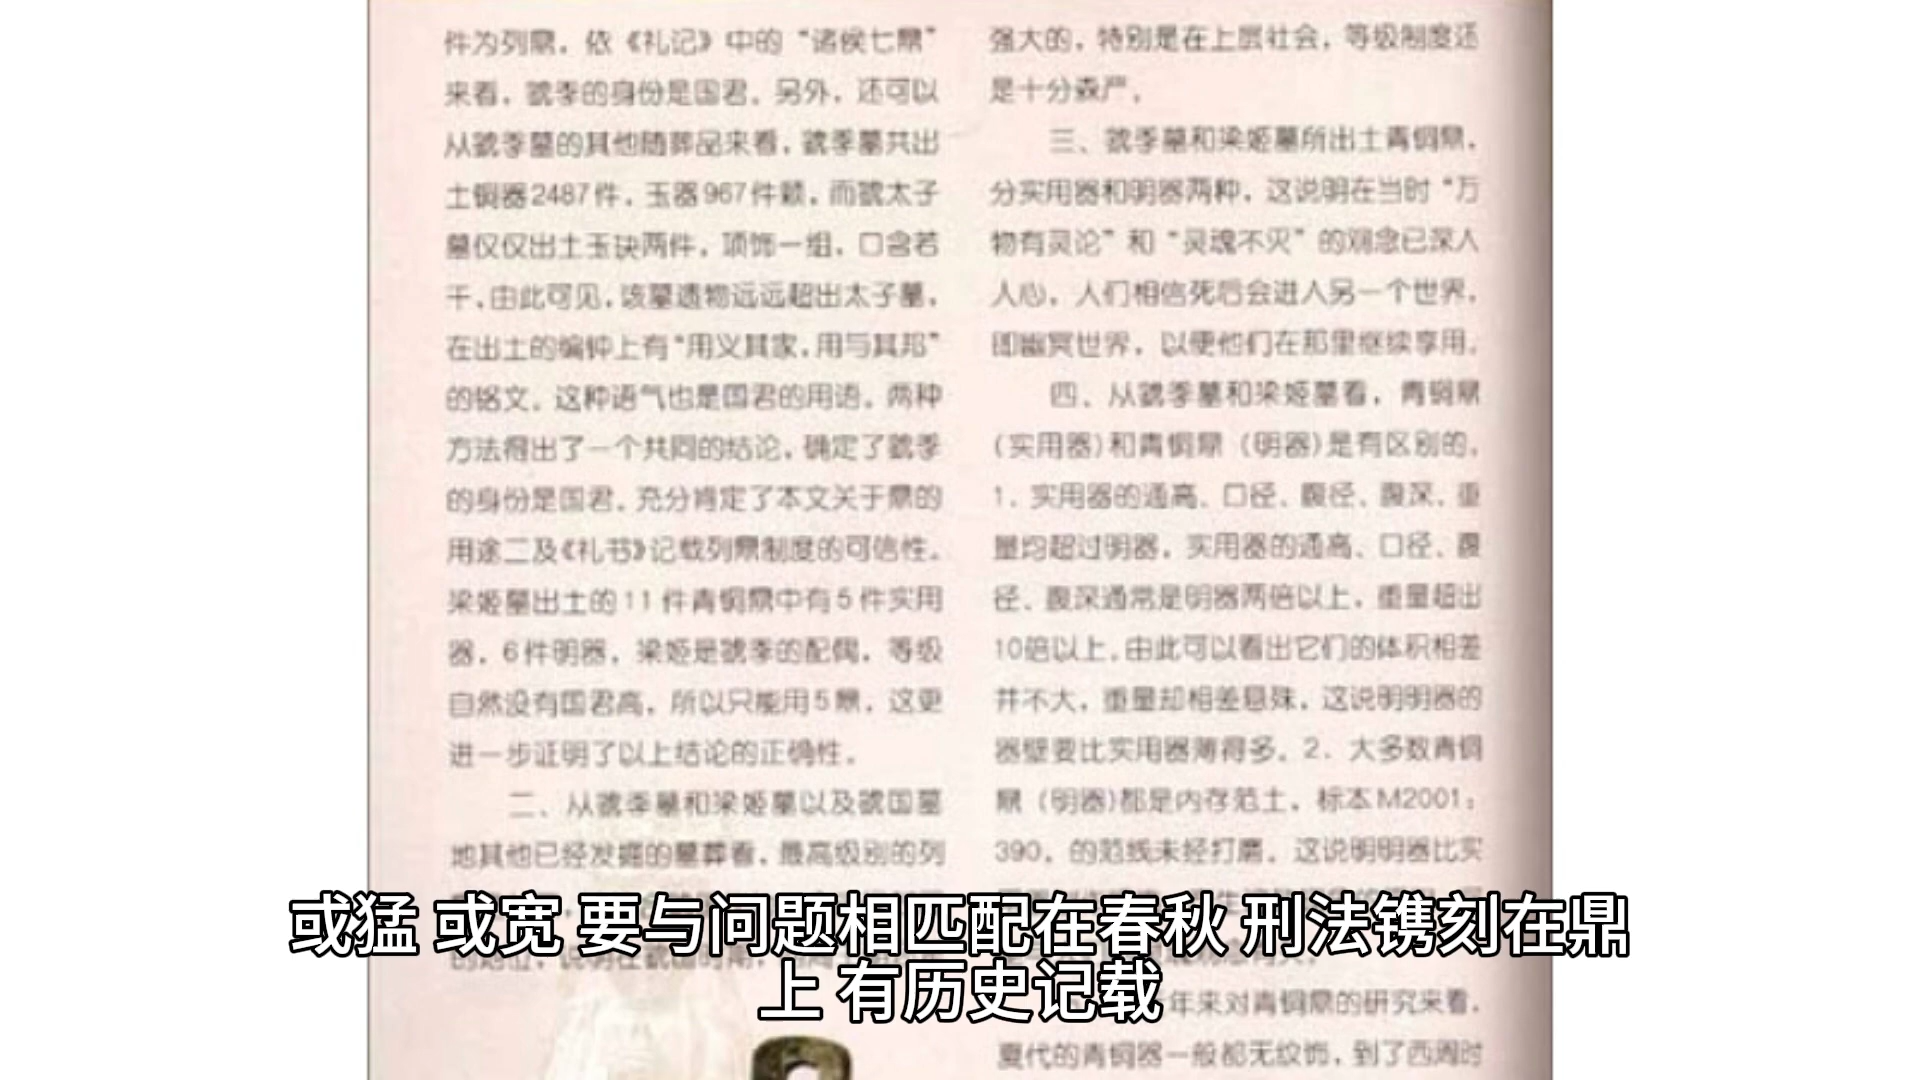 件为列鼎，依《礼记》中的“诸侯七鼎”
来看，虢季的身份是国君。另外，还可以
从虢季墓的其他随葬品来看，虢季墓共出
土铜器2487件，玉器967件颗，而虢太子
墓仅仅出土玉玦两件，项饰一组，口含若
干，由此可见，该墓遗物远远超出太子墓，
在出土的编钟上有“用义其家，用与其邦”
的铭文。这种语气也是国君的用语。两种
方法得出了一个共同的结论，确定了虢季
的身份是国君。充分肯定了本文关于鼎的
用途二及《礼书》记载列鼎制度的可信性。
梁姬墓出土的11件青铜鼎中有5件实用
器，6件明器，梁姬是虢季的配偶，等级
自然没有国君高，所以只能用5鼎，这更
进一步证明了以上结论的正确性。
二、从虢季墓和梁姬墓以及虢国墓
地其他已经发掘的墓葬看，最高级别的列
强大的，特别是在上层社会，等级制度还
是十分森严。
三、虢季墓和梁姬墓所出土青铜鼎，
分实用器和明器两种，这说明在当时“万
物有灵论”和“灵魂不灭”的观念已深入
人心，人们相信死后会进入另一个世界，
即幽冥世界，以便他们在那里继续享用。
四、从虢季墓和梁姬墓看，青铜鼎
(实用器)和青铜鼎（明器)是有区别的，
1．实用器的通高、口径、腹径、腹深、重
量均超过明器，实用器的通高、口径、腹
径、腹深通常是明器两倍以上，重量超出
10倍以上，由此可以看出它们的体积相差
并不大，重量却相差悬殊，这说明明器的
器壁要比实用器薄得多。2．大多数青铜
鼎（明器)都是内存范土，标本M2001：
390，的范线未经打磨。这说明明器比实
年来对青铜鼎的研究来看，
夏代的青铜器一般都无纹饰，到了西周时
或猛 或宽 要与问题相匹配在春秋 刑法镌刻在鼎
上 有历史记载